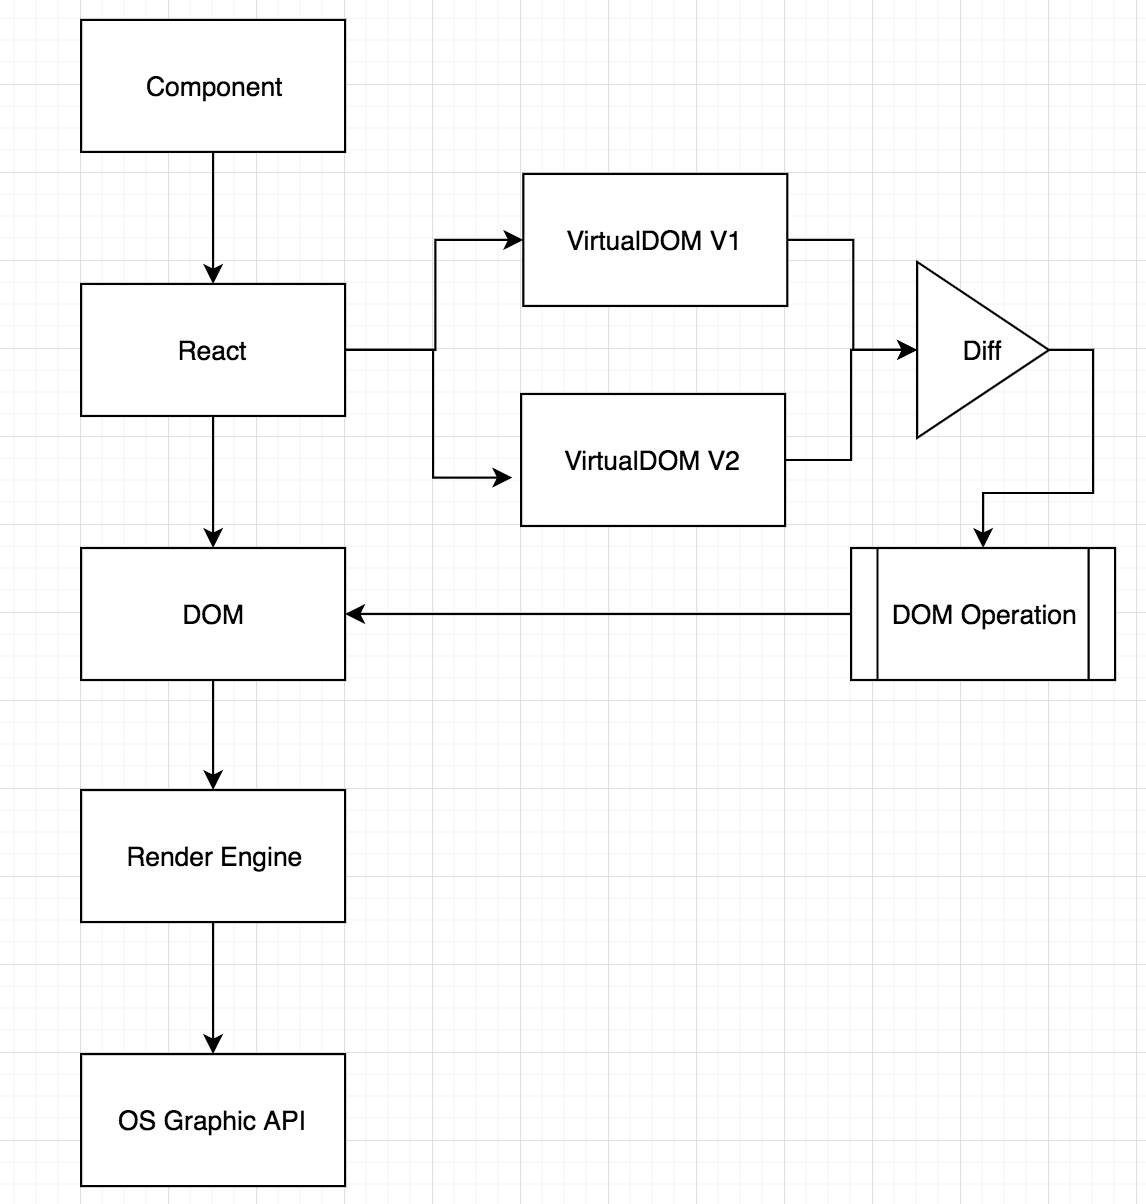 Component
VirtualDOM V1
React
Diff
VirtualDOM V2
DOM
DOM Operation
Render Engine
OS Graphic API